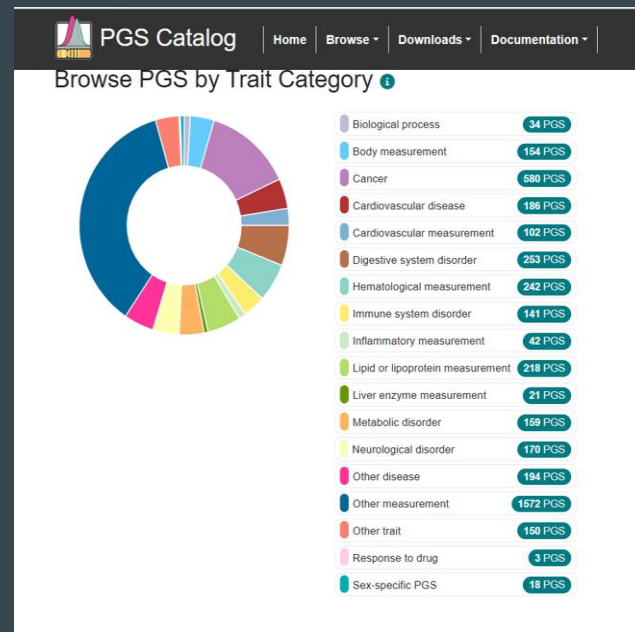 PGS Catalog Home Browse Downloads Documentation
Browse PGS by Trait Category i
Biological process 34 PGS
Body measurement 154 PGS
Cancer 580 PGS
Cardiovascular disease 186 PGS
Cardiovascular measurement 102 PGS
Digestive system disorder 253 PGS
Hematological measurement 242 PGS
Immune system disorder 141 PGS
Inflammatory measurement 42 PGS
Lipid or lipoprotein measurement 218 PGS
Liver enzyme measurement 21 PGS
Metabolic disorder 159 PGS
Neurological disorder 170 PGS
Other disease 194 PGS
Other measurement 1572 PGS
Other trait 150 PGS
Response to drug 3 PGS
Sex-specific PGS 18 PGS